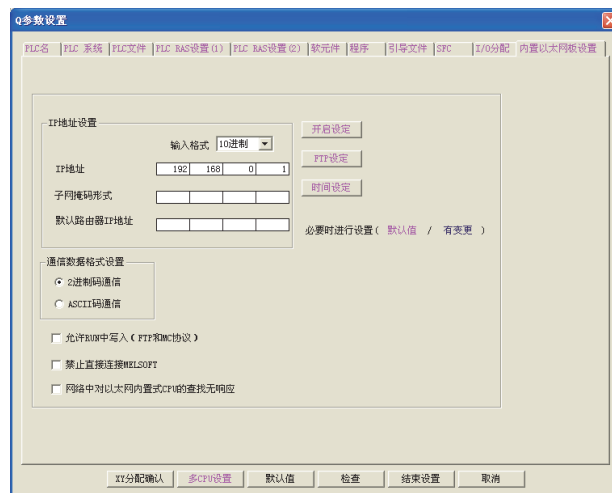 Q参数设置
PLC名 PLC 系统 PLC文件 PLC RAS设置(1) PLC RAS设置(2) 软元件 程序 引导文件 SFC I/O分配 内置以太网板设置
IP地址设置
输入格式 10进制
IP地址 192 168 0 1
子网掩码形式
默认路由器IP地址
开启设定
FTP设定
时间设定
必要时进行设置( 默认值 / 有变更 )
通信数据格式设置
2进制码通信
ASCII码通信
允许RUN中写入(FTP和MC协议)
禁止直接连接MELSOFT
网络中对以太网内置式CPU的查找无响应
XY分配确认 多CPU设置 默认值 检查 结束设置 取消